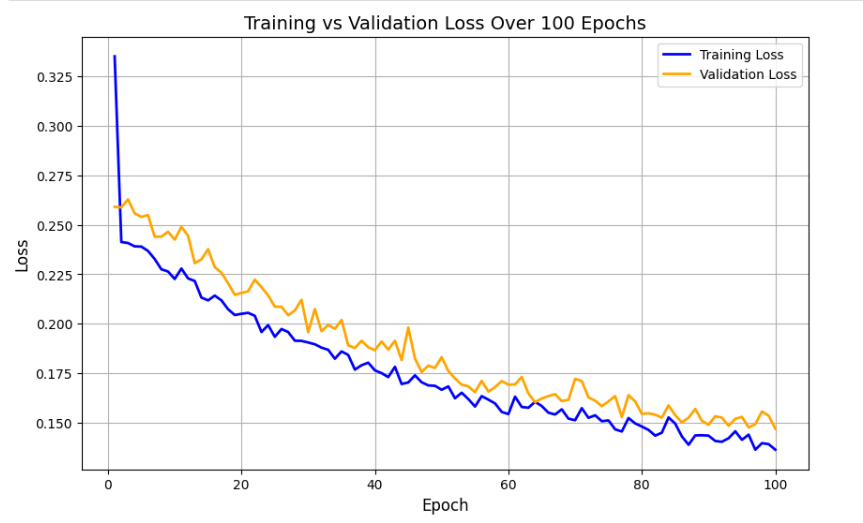 Training vs Validation Loss Over 100 Epochs
Training Loss
Validation Loss
0.325
0.300
0.275
0.250
0.225
0.200
0.175
0.150
Loss
0 20 40 60 80 100
Epoch